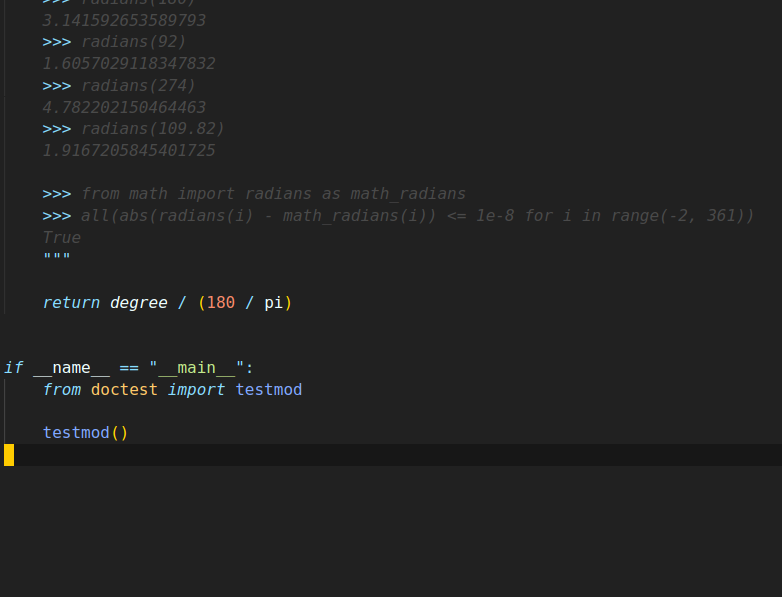 >>> radians(180)
3.141592653589793
>>> radians(92)
1.6057029118347832
>>> radians(274)
4.782202150464463
>>> radians(109.82)
1.9167205845401725
>>> from math import radians as math_radians
>>> all(abs(radians(i) - math_radians(i)) <= 1e-8 for i in range(-2, 361))
True
"""
return degree / (180 / pi)
if __name__ == "__main__":
from doctest import testmod
testmod()